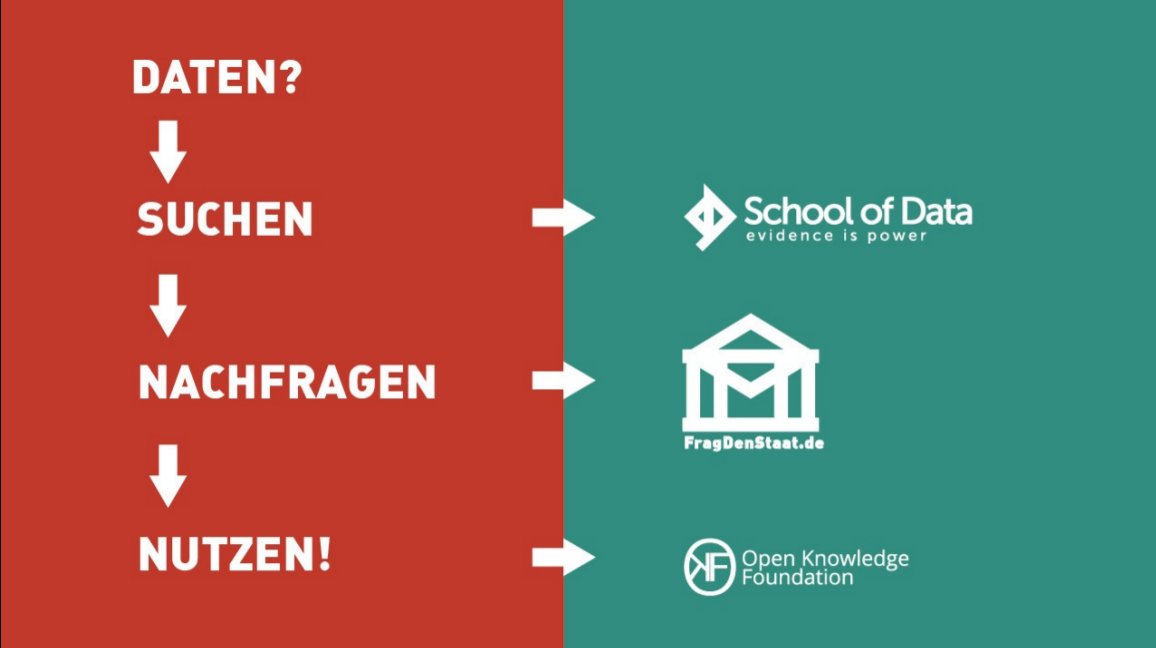 DATEN?
SUCHEN
School of Data
evidence is power
NACHFRAGEN
FragDenStaat.de
NUTZEN!
Open Knowledge
Foundation